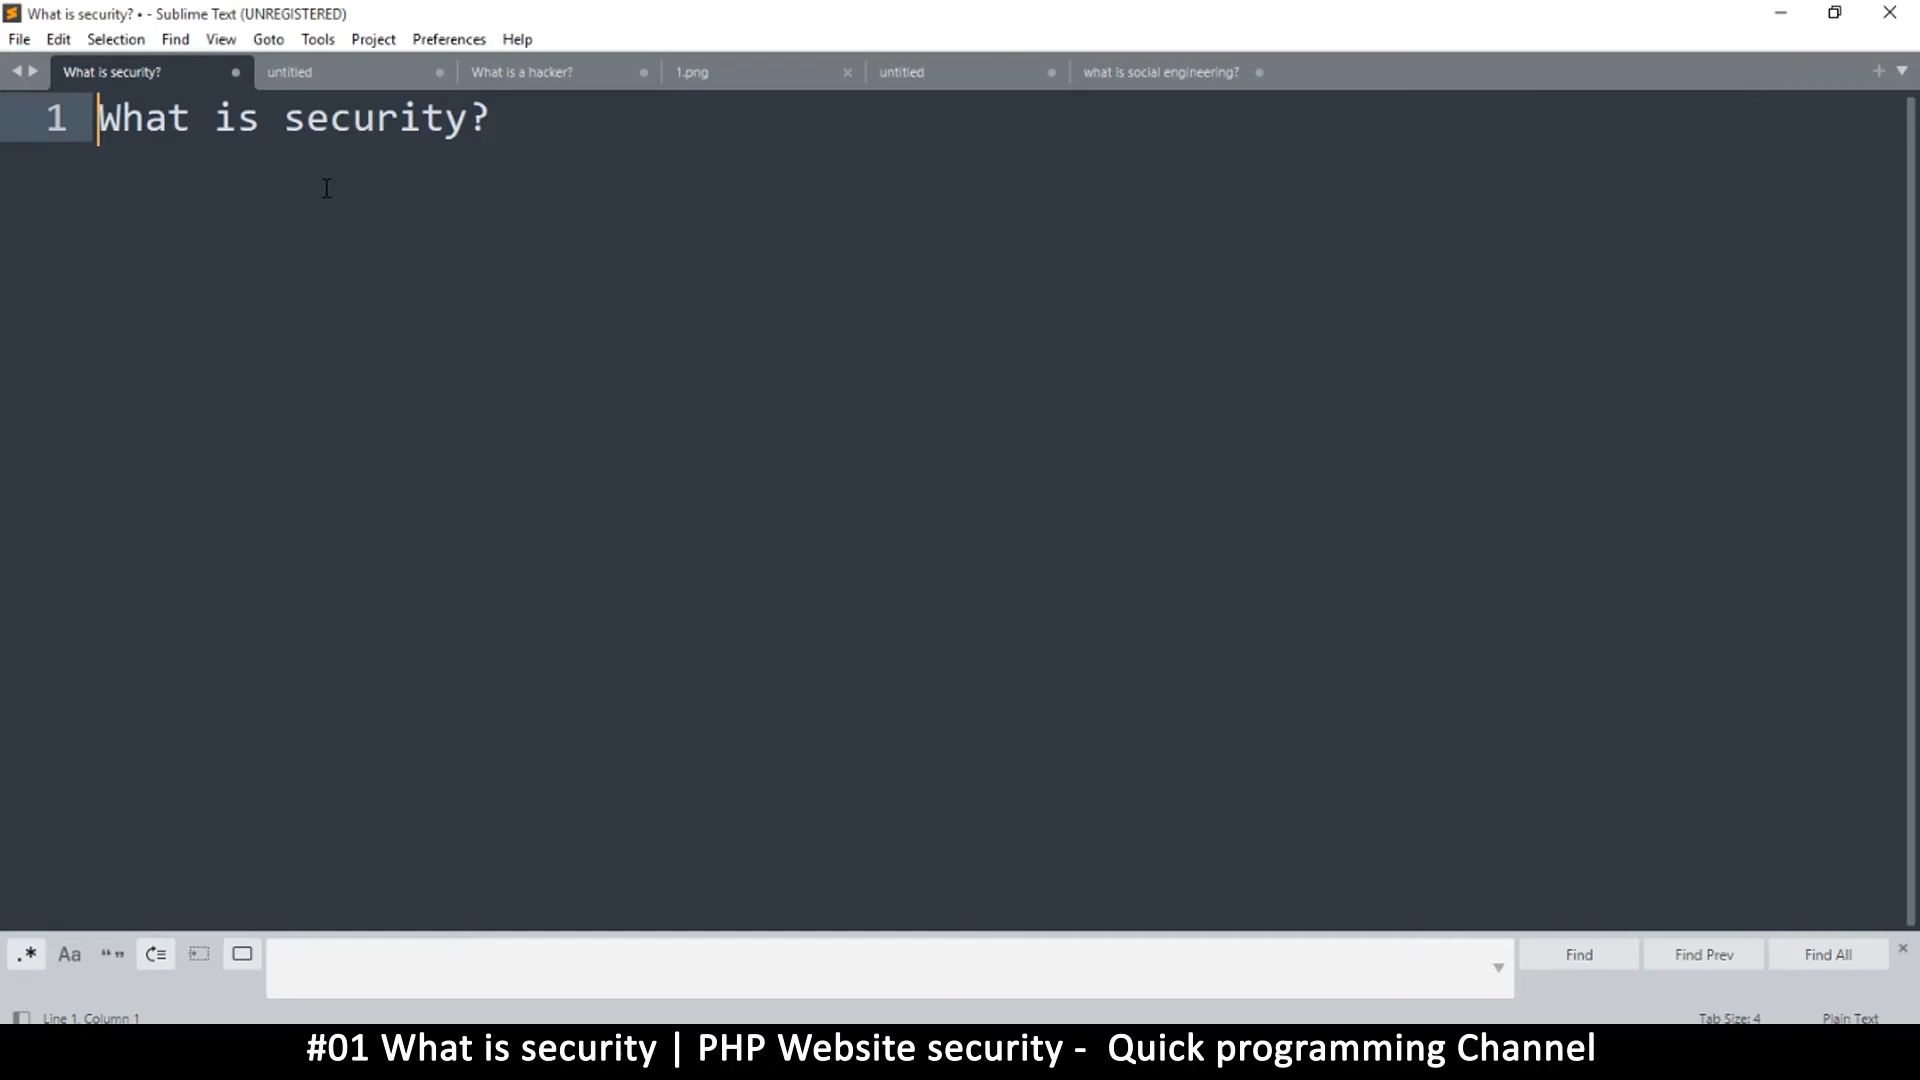 What is security? • - Sublime Text (UNREGISTERED)
File Edit Selection Find View Goto Tools Project Preferences Help
What is security? untitled What is a hacker? 1.png untitled what is social engineering?
1 What is security?
.* Aa “” Find Find Prev Find All
Line 1, Column 1 Tab Size: 4 Plain Text
#01 What is security | PHP Website security - Quick programming Channel